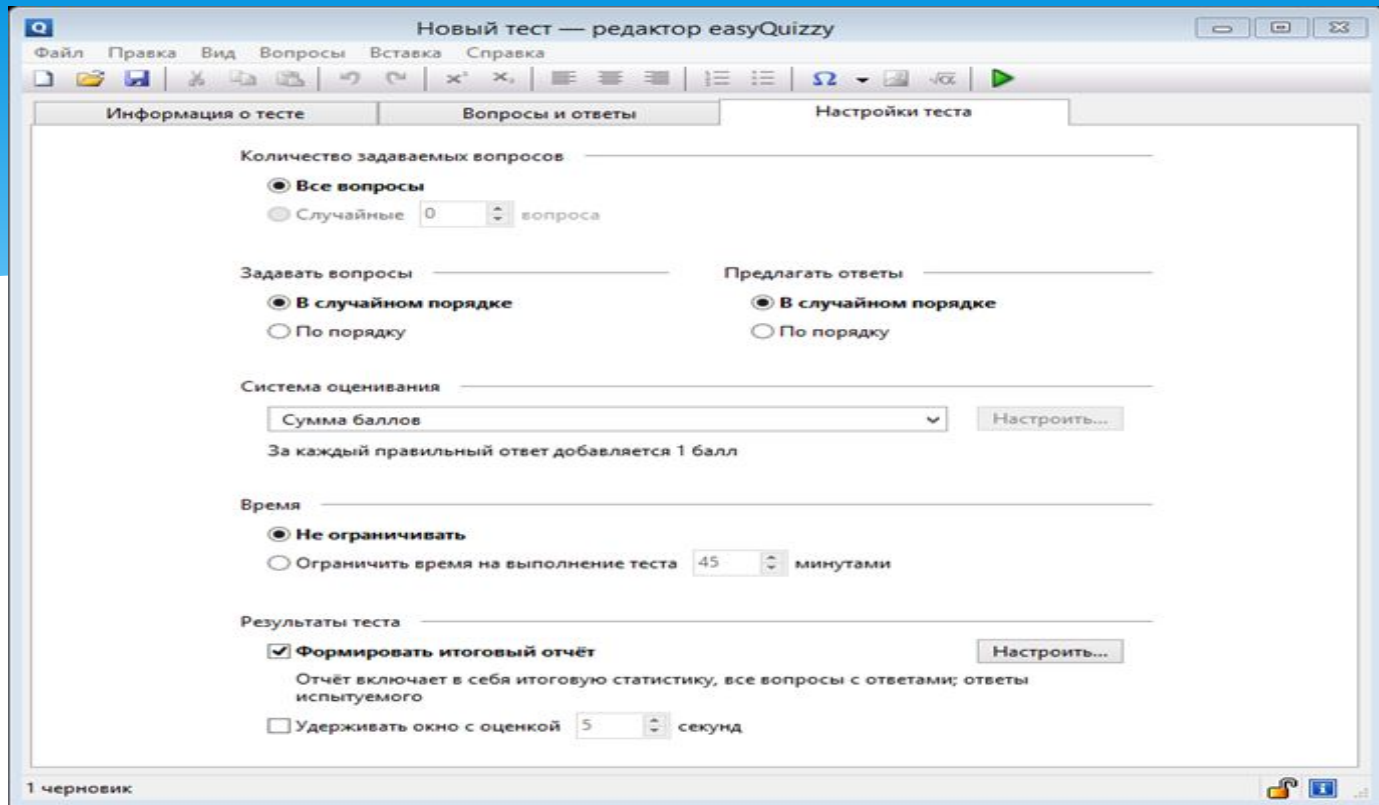 Новый тест — редактор easyQuizzy
Файл Правка Вид Вопросы Вставка Справка
Информация о тесте Вопросы и ответы Настройки теста
Количество задаваемых вопросов
Все вопросы
Случайные 0 вопроса
Задавать вопросы Предлагать ответы
В случайном порядке В случайном порядке
По порядку По порядку
Система оценивания
Сумма баллов Настроить...
За каждый правильный ответ добавляется 1 балл
Время
Не ограничивать
Ограничить время на выполнение теста 45 минутами
Результаты теста
Формировать итоговый отчёт Настроить...
Отчёт включает в себя итоговую статистику, все вопросы с ответами; ответы
испытуемого
Удерживать окно с оценкой 5 секунд
1 черновик